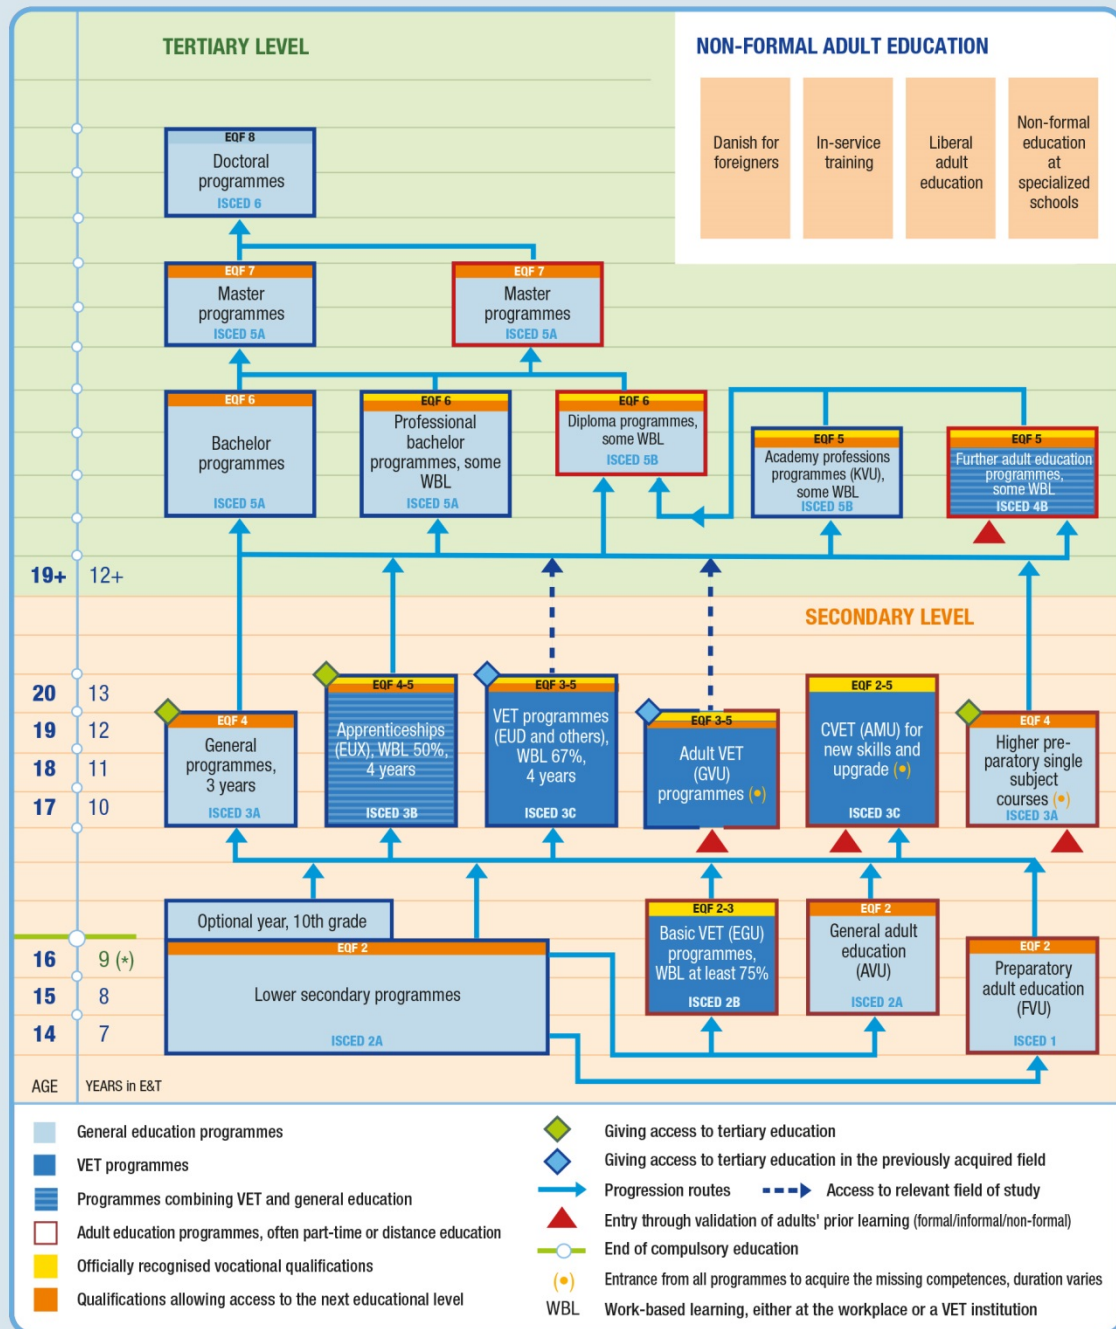 TERTIARY LEVEL
NON-FORMAL ADULT EDUCATION
Danish for
foreigners
In-service
training
Liberal
adult
education
Non-formal
education
at
specialized
schools
EQF 8
Doctoral
programmes
ISCED 6
EQF 7
Master
programmes
ISCED 5A
EQF 7
Master
programmes
ISCED 5A
EQF 6
Bachelor
programmes
ISCED 5A
EQF 6
Professional
bachelor
programmes, some
WBL
ISCED 5A
EQF 6
Diploma programmes,
some WBL
ISCED 5B
EQF 5
Academy professions
programmes (KVU),
some WBL
ISCED 5B
EQF 5
Further adult education
programmes,
some WBL
ISCED 4B
19+ 12+
SECONDARY LEVEL
20 13
19 12
18 11
17 10
EQF 4
General
programmes,
3 years
ISCED 3A
EQF 4-5
Apprenticeships
(EUX), WBL 50%,
4 years
ISCED 3B
EQF 3-5
VET programmes
(EUD and others),
WBL 67%,
4 years
ISCED 3C
EQF 3-5
Adult VET
(GVU)
programmes (•)
EQF 2-5
CVET (AMU) for
new skills and
upgrade (•)
ISCED 3C
EQF 4
Higher pre-
paratory single
subject
courses (•)
ISCED 3A
Optional year, 10th grade
16 9 (*)
15 8
14 7
EQF 2
Lower secondary programmes
ISCED 2A
EQF 2-3
Basic VET (EGU)
programmes,
WBL at least 75%
ISCED 2B
EQF 2
General adult
education
(AVU)
ISCED 2A
EQF 2
Preparatory
adult education
(FVU)
ISCED 1
AGE YEARS in E&T
General education programmes
VET programmes
Programmes combining VET and general education
Adult education programmes, often part-time or distance education
Officially recognised vocational qualifications
Qualifications allowing access to the next educational level
Giving access to tertiary education
Giving access to tertiary education in the previously acquired field
Progression routes
Access to relevant field of study
Entry through validation of adults' prior learning (formal/informal/non-formal)
End of compulsory education
(•) Entrance from all programmes to acquire the missing competences, duration varies
WBL Work-based learning, either at the workplace or a VET institution